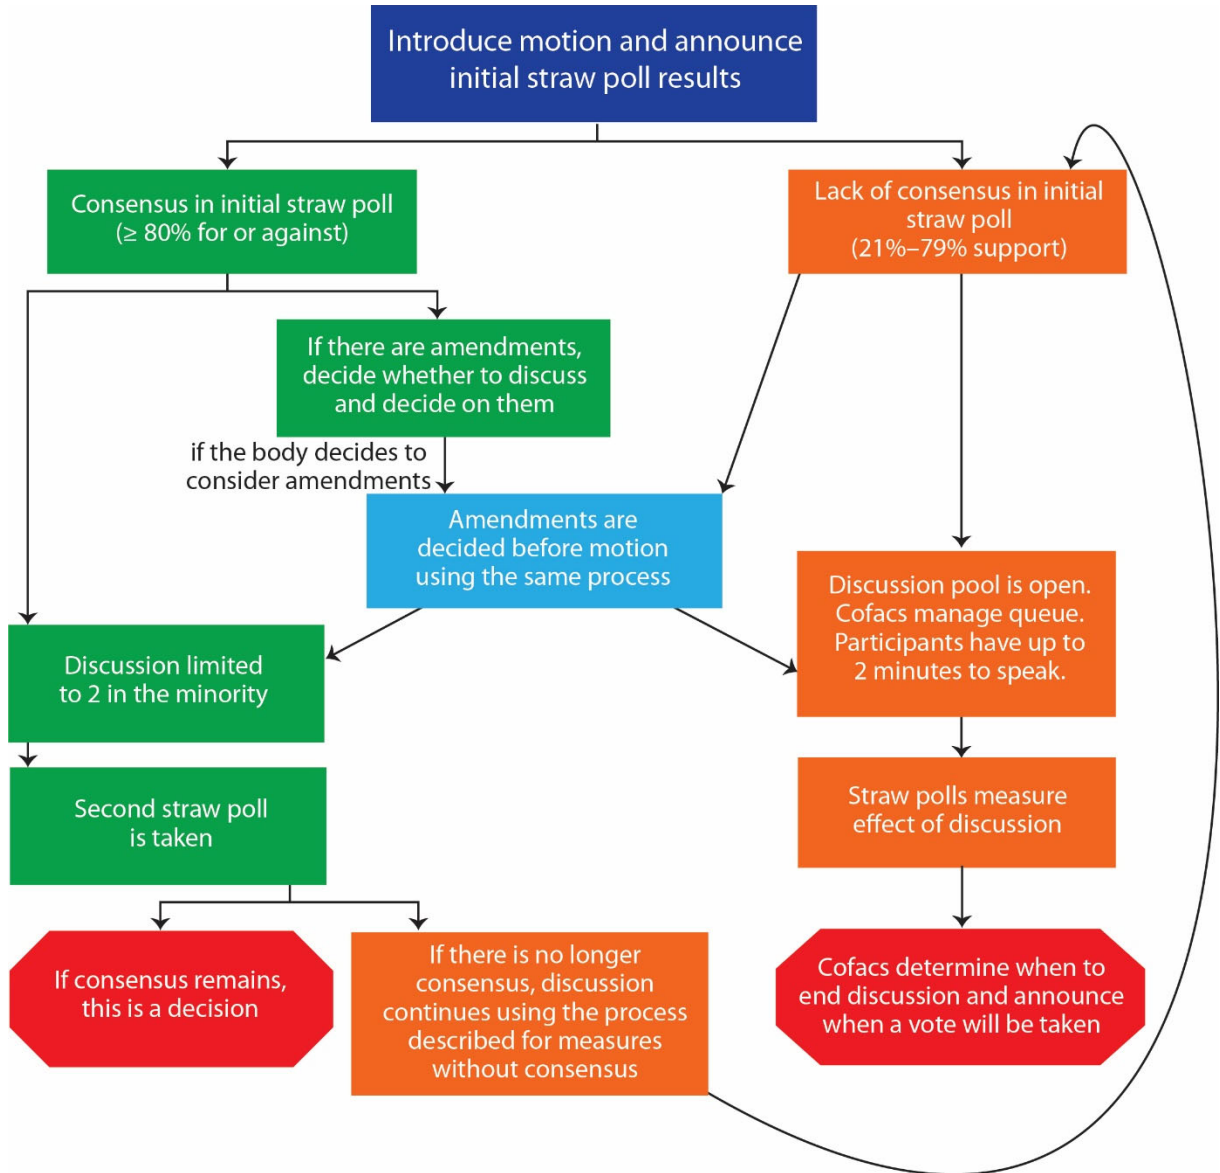 Introduce motion and announce
initial straw poll results
Consensus in initial straw poll
(≥ 80% for or against)
Lack of consensus in initial
straw poll
(21%–79% support)
If there are amendments,
decide whether to discuss
and decide on them
if the body decides to
consider amendments
Amendments are
decided before motion
using the same process
Discussion pool is open.
Cofacs manage queue.
Participants have up to
2 minutes to speak.
Discussion limited
to 2 in the minority
Second straw poll
is taken
Straw polls measure
effect of discussion
If consensus remains,
this is a decision
If there is no longer
consensus, discussion
continues using the process
described for measures
without consensus
Cofacs determine when to
end discussion and announce
when a vote will be taken